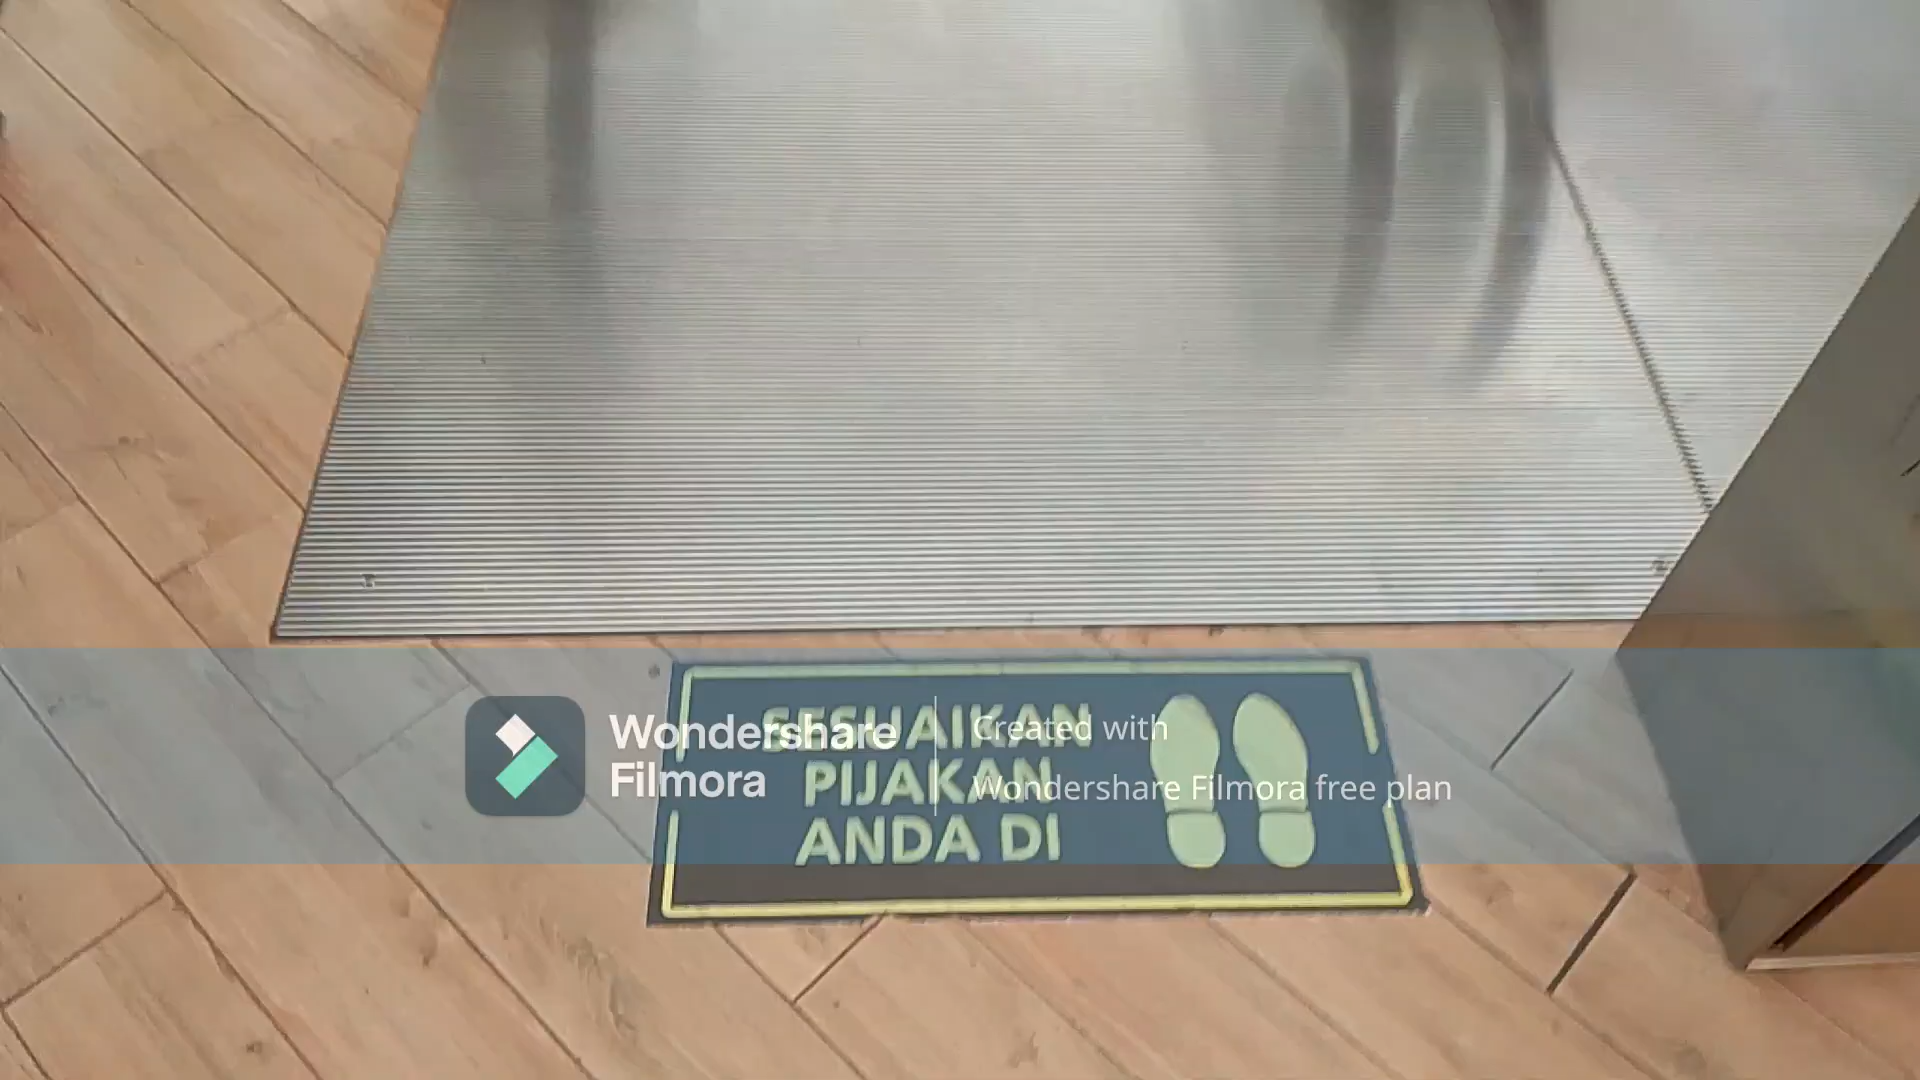 SESUAIKAN
PIJAKAN
ANDA DI
Wondershare
Filmora
Created with
Wondershare Filmora free plan